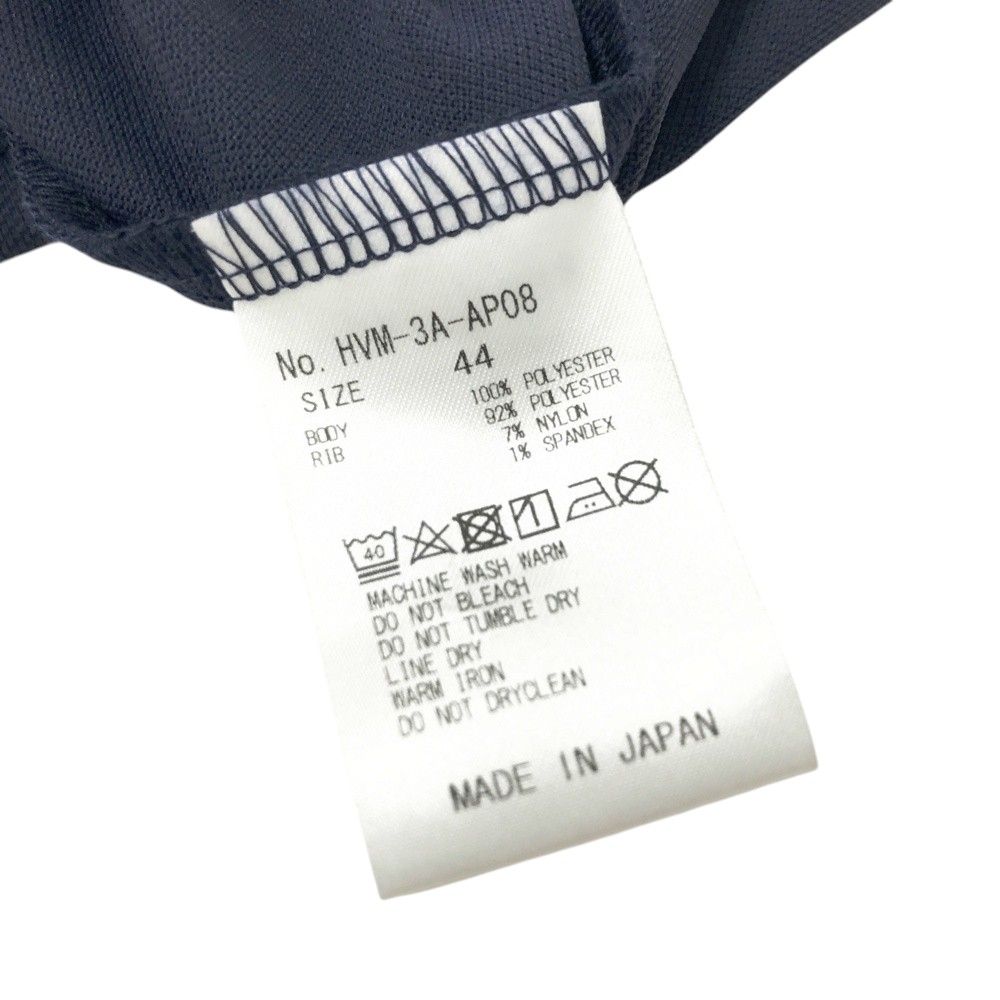 No. HVM-3A-AP08
SIZE 44
BODY 100% POLYESTER
RIB 92% POLYESTER
7% NYLON
1% SPANDEX
40
MACHINE WASH WARM
DO NOT BLEACH
DO NOT TUMBLE DRY
LINE DRY
WARM IRON
DO NOT DRYCLEAN
MADE IN JAPAN